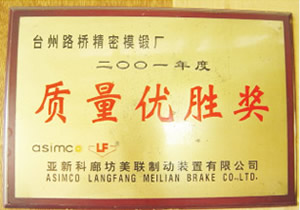 台州路桥精密模锻厂
二〇〇一年度
质量优胜奖
asimco LF
亚新科廊坊美联制动装置有限公司
ASIMCO LANGFANG MEILIAN BRAKE CO-LTD.